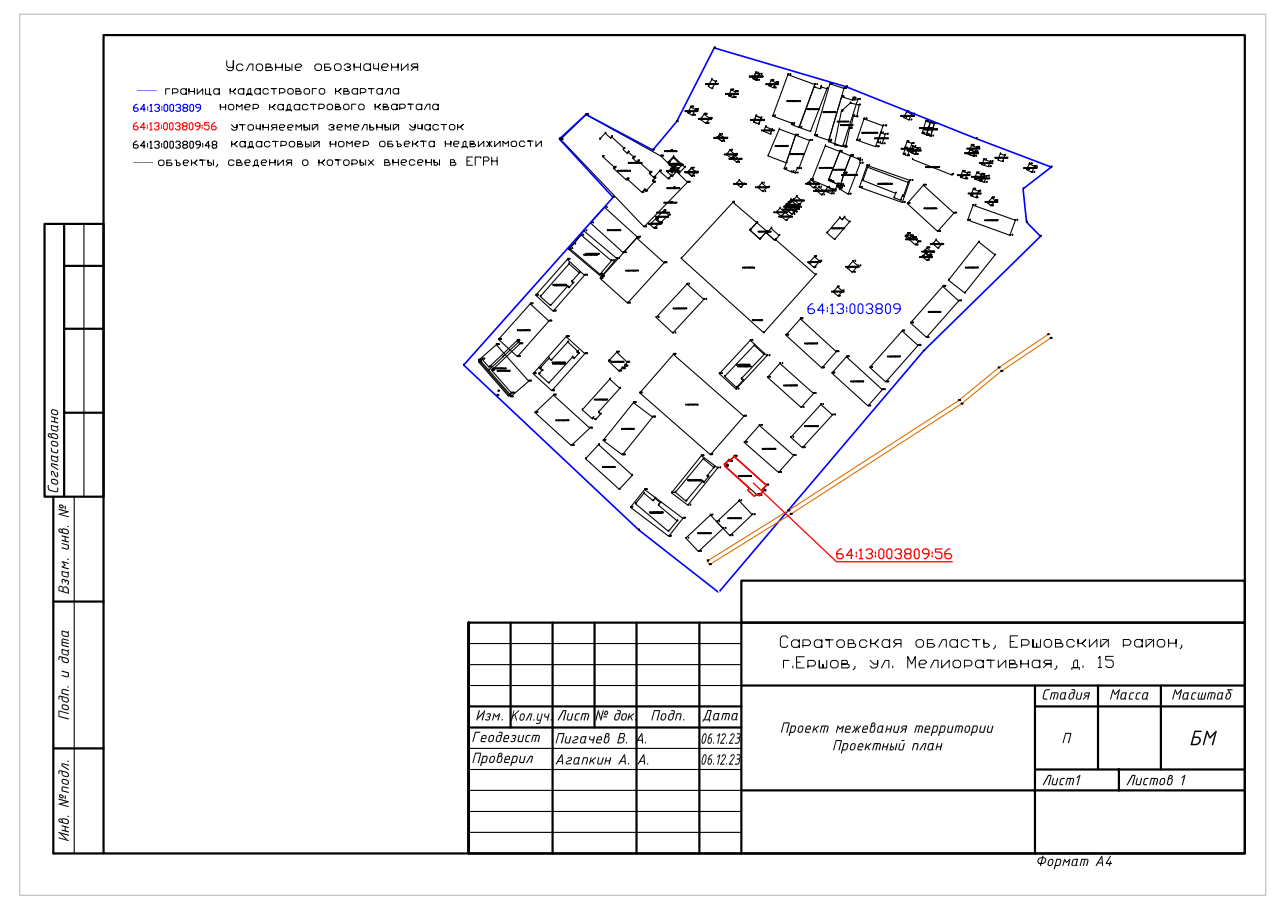 Условные обозначения
граница кадастрового квартала
64:13:003809 номер кадастрового квартала
64:13:003809:56 уточняеемый земельный участок
64:13:003809:48 кадастровый номер объекта недвижимости
объекты, сведения о которых внесены в ЕГРН
64:13:003809
64:13:003809:56
Согласовано
Взам. инв. №
Подп. и дата
Инв. №подл.
Саратовская область, Ершовский район,
г.Ершов, ул. Мелиоративная, д. 15
Изм. Кол.уч. Лист № док. Подп. Дата
Геодезист Пигачев В. А. 06.12.23
Проверил Агапкин А. А. 06.12.23
Проект межевания территории
Проектный план
Стадия Масса Масштаб
П БМ
Лист1 Листов 1
Формат А4